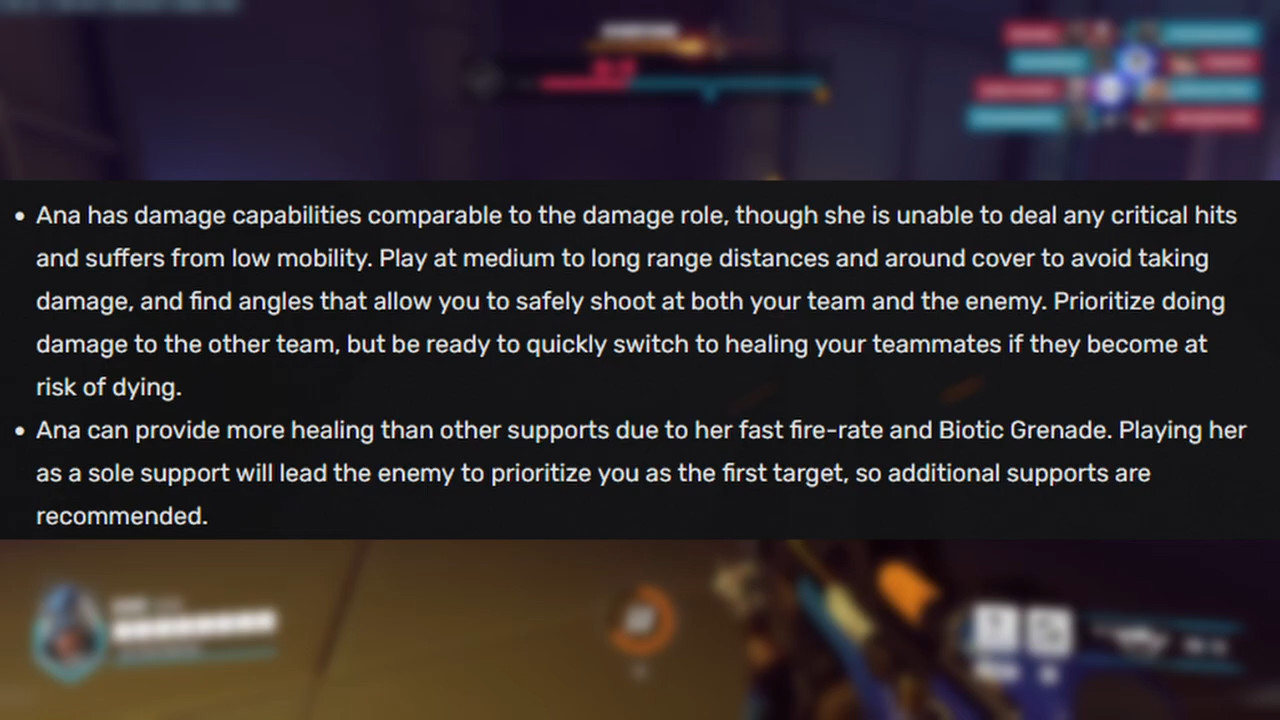 • Ana has damage capabilities comparable to the damage role, though she is unable to deal any critical hits
and suffers from low mobility. Play at medium to long range distances and around cover to avoid taking
damage, and find angles that allow you to safely shoot at both your team and the enemy. Prioritize doing
damage to the other team, but be ready to quickly switch to healing your teammates if they become at
risk of dying.
• Ana can provide more healing than other supports due to her fast fire-rate and Biotic Grenade. Playing her
as a sole support will lead the enemy to prioritize you as the first target, so additional supports are
recommended.